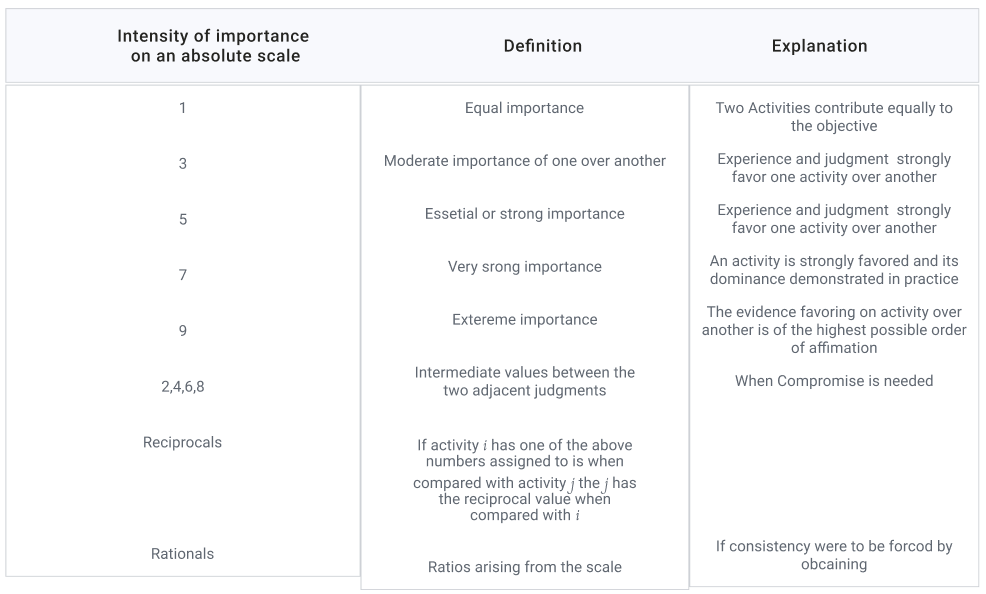 Intensity of importance
on an absolute scale
Definition
Explanation
1
Equal importance
Two Activities contribute equally to
the objective
3
Moderate importance of one over another
Experience and judgment  strongly
favor one activity over another
5
Essetial or strong importance
Experience and judgment  strongly
favor one activity over another
7
Very srong importance
An activity is strongly favored and its
dominance demonstrated in practice
9
Extereme importance
The evidence favoring on activity over
another is of the highest possible order
of affimation
2,4,6,8
Intermediate values between the
two adjacent judgments
When Compromise is needed
Reciprocals
If activity i has one of the above
numbers assigned to is when
compared with activity j the j has
the reciprocal value when
compared with i
Rationals
Ratios arising from the scale
If consistency were to be forcod by
obcaining